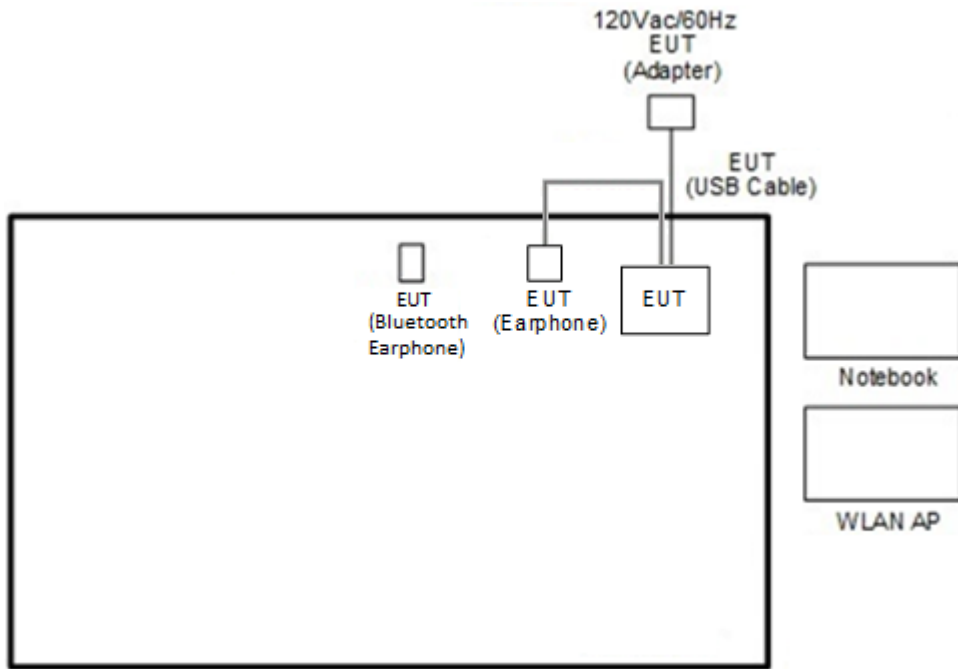 120Vac/60Hz
EUT
(Adapter)
EUT
(USB Cable)
EUT
(Bluetooth
Earphone)
EUT
(Earphone)
EUT
Notebook
WLAN AP